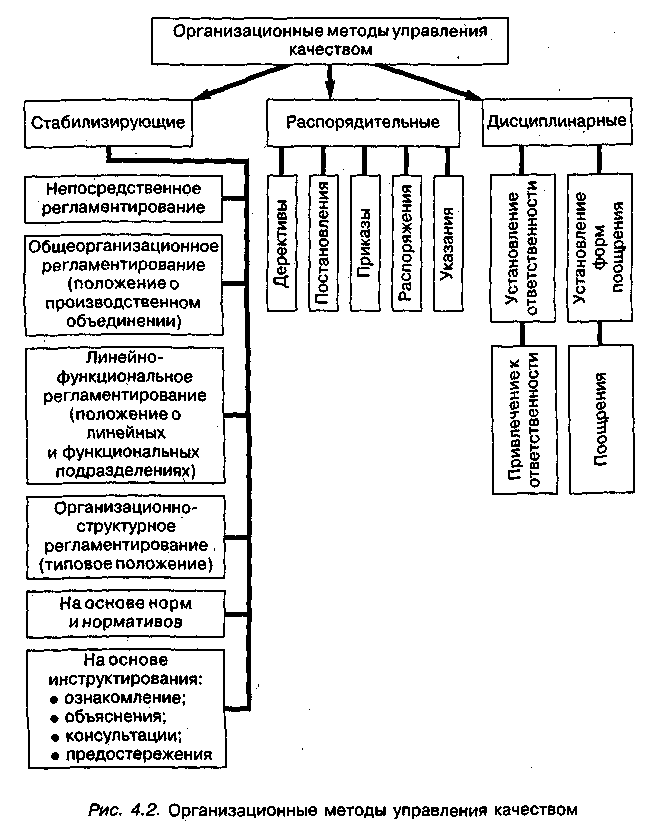 Организационные методы управления
качеством
Стабилизирующие
Распорядительные
Дисциплинарные
Непосредственное
регламентирование
Общеорганизационное
регламентирование
(положение о
производственном
объединении)
Линейно-
функциональное
регламентирование
(положение о
линейных
и функциональных
подразделениях)
Организационно-
структурное
регламентирование
(типовое положение)
На основе норм
и нормативов
На основе
инструктирования:
• ознакомление;
• объяснения;
• консультации;
• предостережения
Дерективы
Постановления
Приказы
Распоряжения
Указания
Установление
ответственности
Установление
форм
поощрения
Привлечение к
ответственности
Поощрения
Рис. 4.2. Организационные методы управления качеством